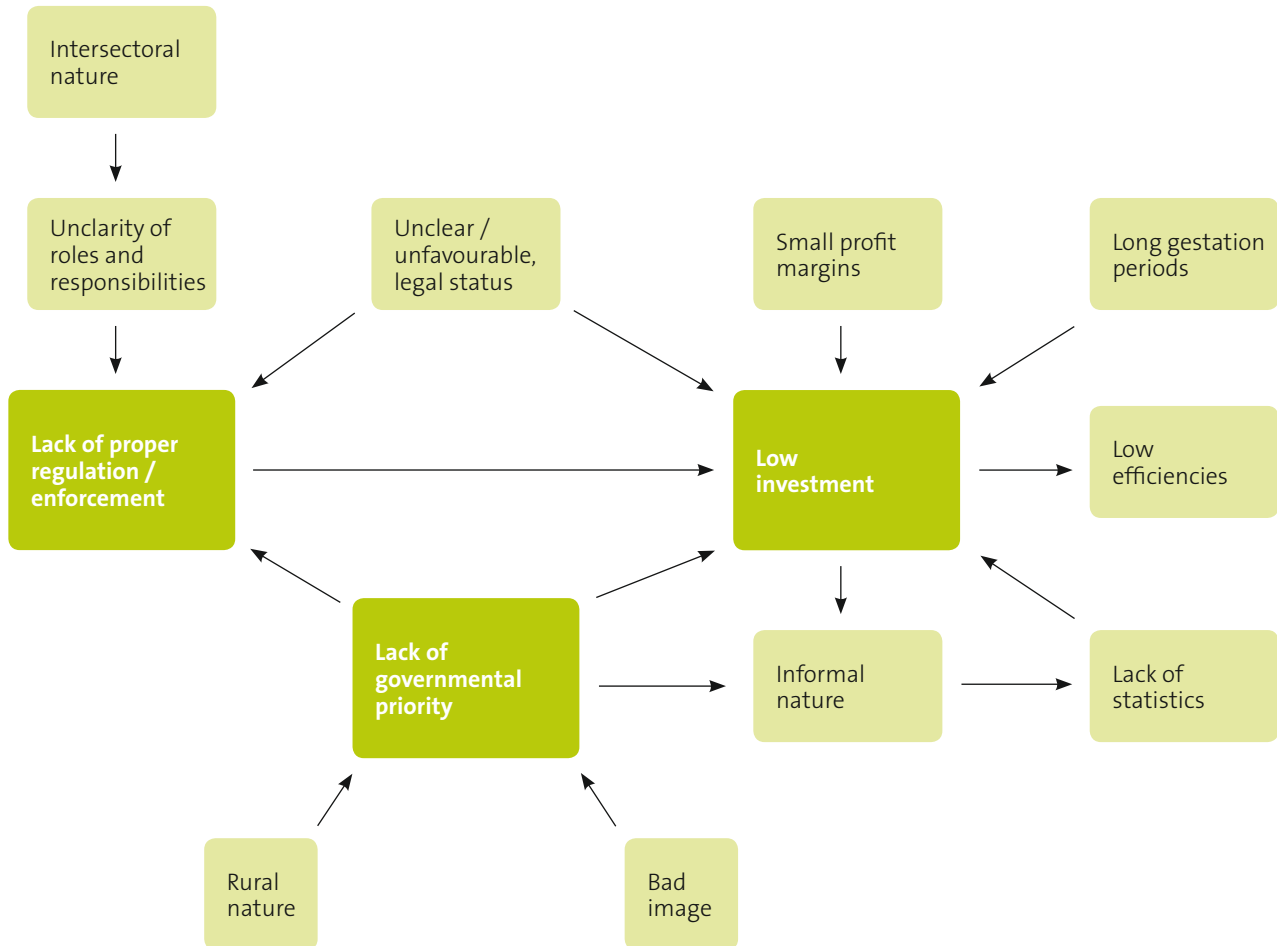 Intersectoral
nature
Unclarity of
roles and
responsibilities
Unclear /
unfavourable,
legal status
Small profit
margins
Long gestation
periods
Lack of proper
regulation /
enforcement
Low
investment
Low
efficiencies
Lack of
governmental
priority
Informal
nature
Lack of
statistics
Rural
nature
Bad
image